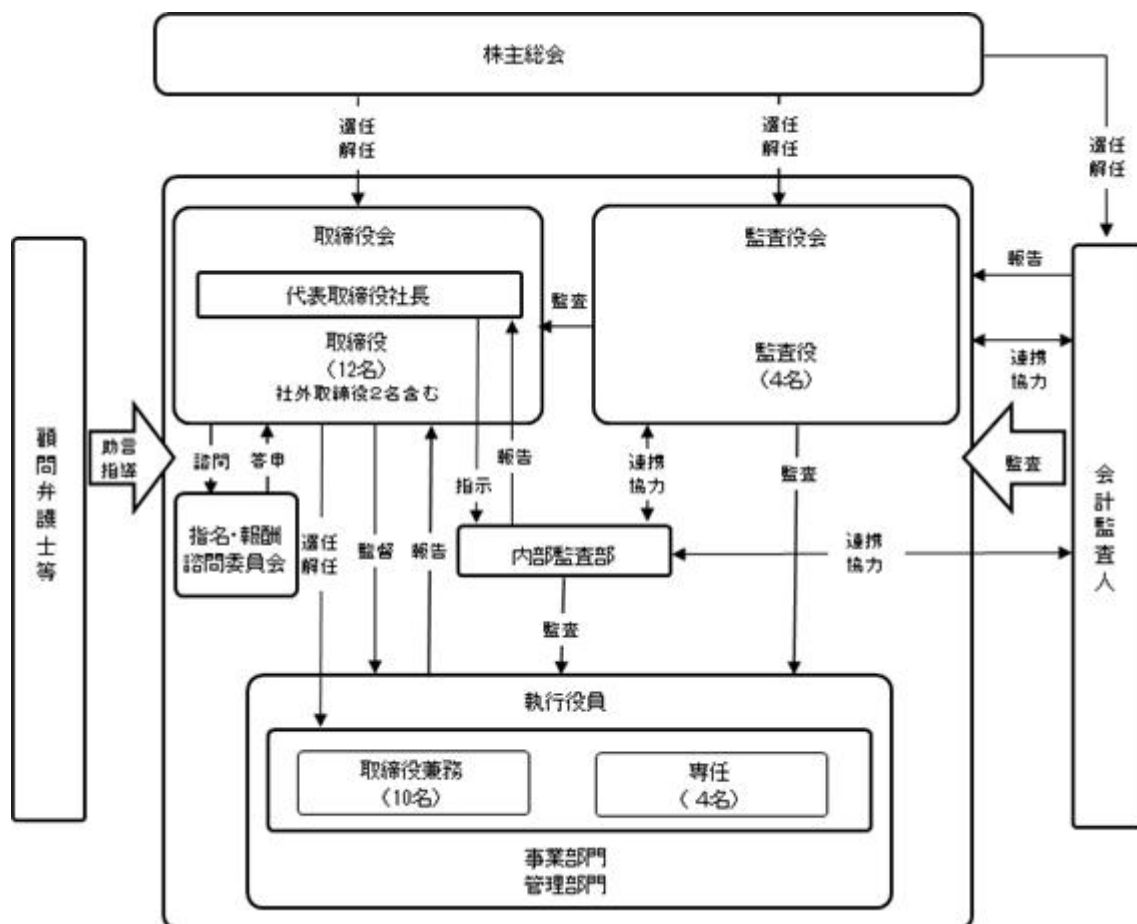 株主総会
選任
解任
選任
解任
選任
解任
取締役会
代表取締役社長
取締役
(12名)
社外取締役2名含む
監査
監査役会
監査役
(4名)
報告
連携
協力
監査
会計監査人
顧問弁護士等
助言
指導
諮問
答申
指名・報酬
諮問委員会
選任
解任
監督
報告
指示
報告
連携
協力
監査
内部監査部
連携
協力
監査
執行役員
取締役兼務
(10名)
専任
(4名)
事業部門
管理部門